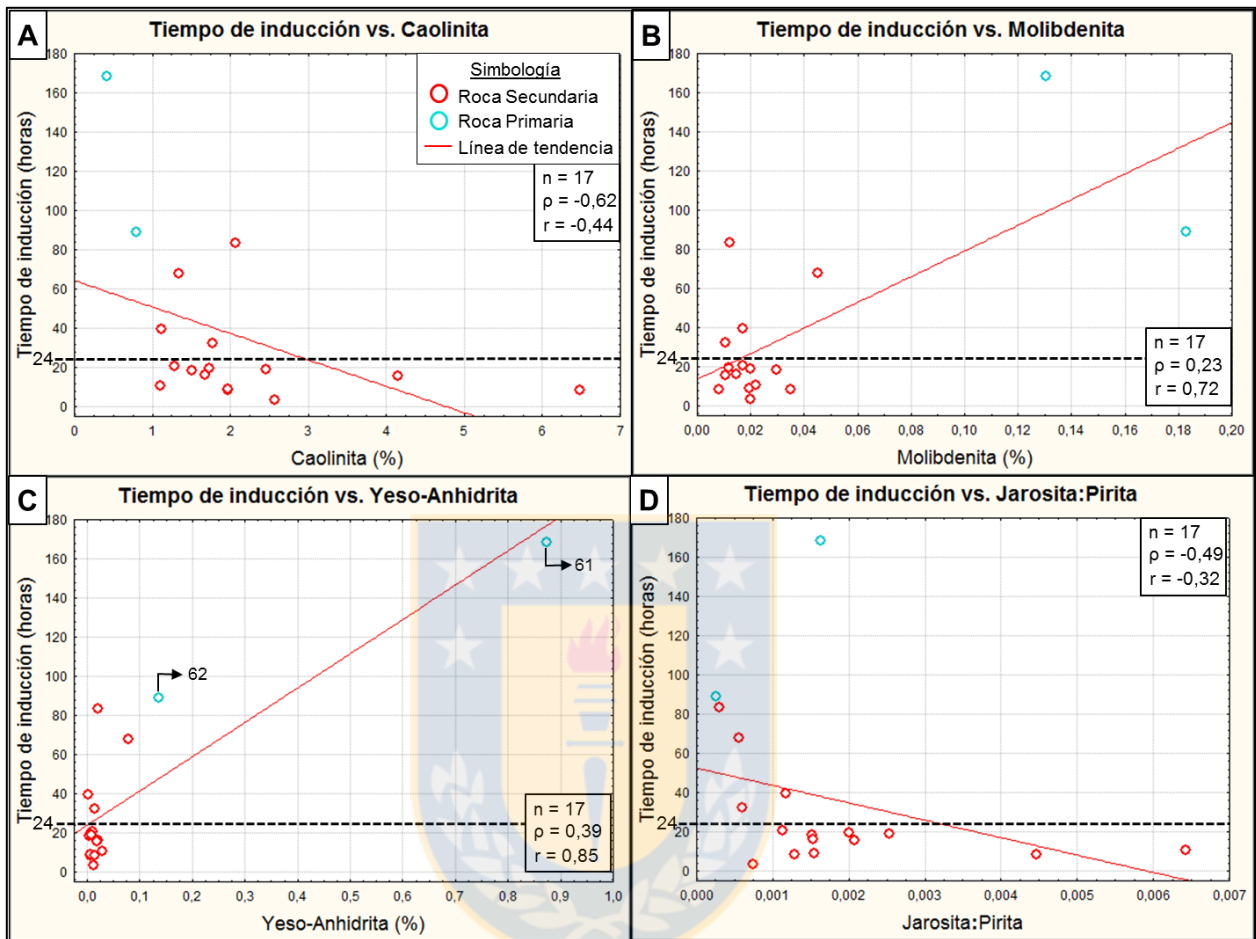 A
Tiempo de inducción vs. Caolinita
Tiempo de inducción (horas)
180
160
140
120
100
80
60
40
24
20
0
0 1 2 3 4 5 6 7
Caolinita (%)
Simbología
Roca Secundaria
Roca Primaria
Línea de tendencia
n = 17
ρ = -0,62
r = -0,44
B
Tiempo de inducción vs. Molibdenita
Tiempo de inducción (horas)
180
160
140
120
100
80
60
40
24
20
0
0,00 0,02 0,04 0,06 0,08 0,10 0,12 0,14 0,16 0,18 0,20
Molibdenita (%)
n = 17
ρ = 0,23
r = 0,72
C
Tiempo de inducción vs. Yeso-Anhidrita
Tiempo de inducción (horas)
180
160
140
120
100
80
60
40
24
20
0
0,0 0,1 0,2 0,3 0,4 0,5 0,6 0,7 0,8 0,9 1,0
Yeso-Anhidrita (%)
61
62
n = 17
ρ = 0,39
r = 0,85
D
Tiempo de inducción vs. Jarosita:Pirita
Tiempo de inducción (horas)
180
160
140
120
100
80
60
40
24
20
0
0,000 0,001 0,002 0,003 0,004 0,005 0,006 0,007
Jarosita:Pirita
n = 17
ρ = -0,49
r = -0,32